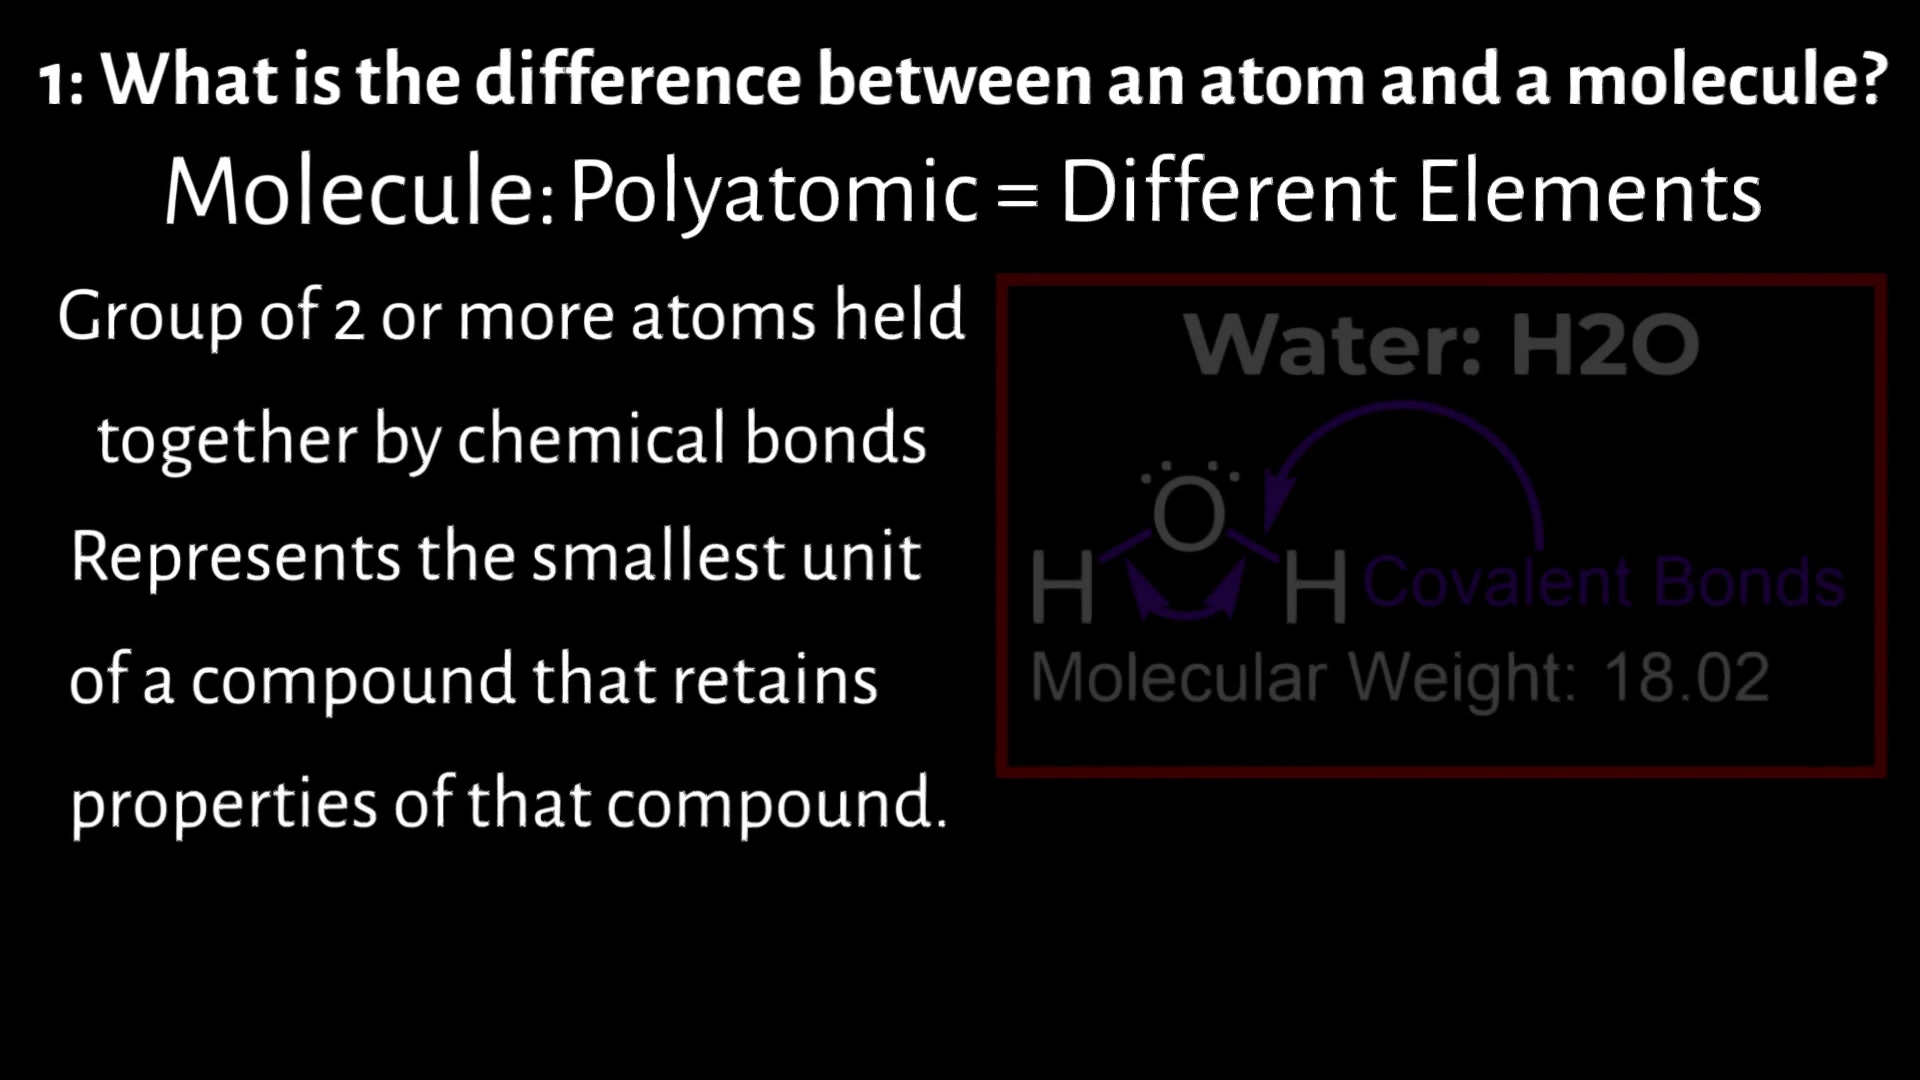 1: What is the difference between an atom and a molecule?
Molecule: Polyatomic = Different Elements
Group of 2 or more atoms held
together by chemical bonds
Represents the smallest unit
of a compound that retains
properties of that compound.
Water: H2O
O
H H Covalent Bonds
Molecular Weight: 18.02